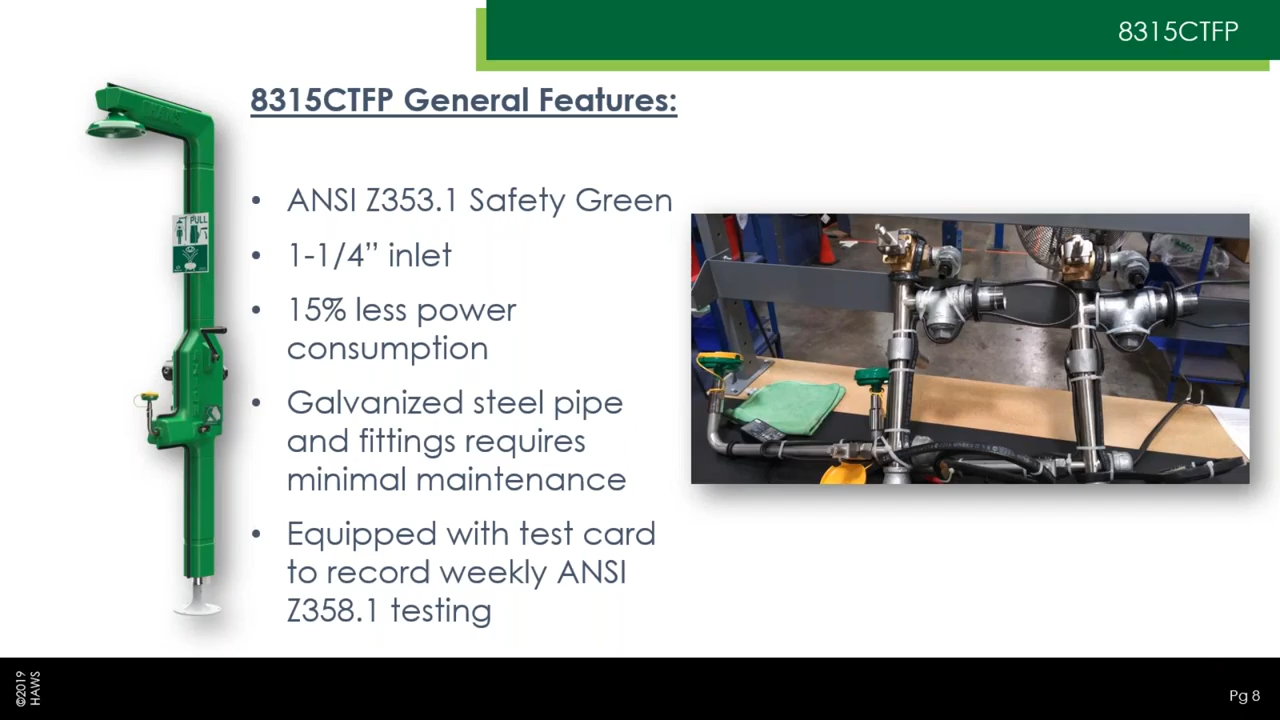 8315CTFP
8315CTFP General Features:
• ANSI Z353.1 Safety Green
• 1-1/4” inlet
• 15% less power
consumption
• Galvanized steel pipe
and fittings requires
minimal maintenance
• Equipped with test card
to record weekly ANSI
Z358.1 testing
PULL
©2019
HAWS
Pg 8